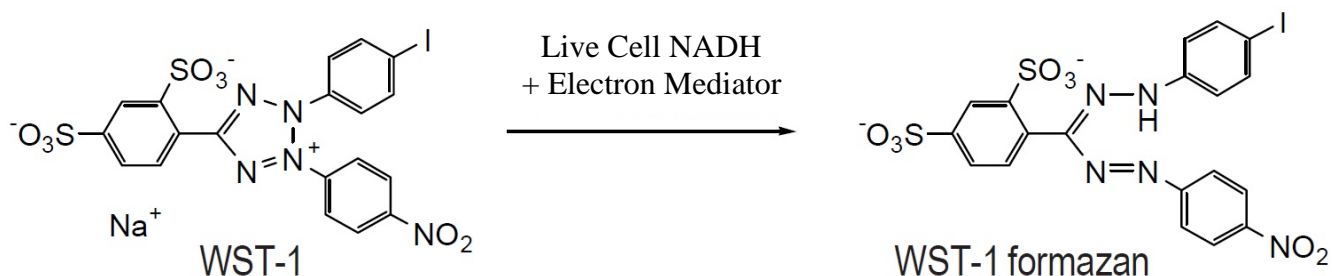 Live Cell NADH
+ Electron Mediator
I
SO₃⁻
⁻O₃S
N
N
N
N⁺
Na⁺
NO₂
WST-1
I
SO₃⁻
⁻O₃S
N
N
H
N=N
NO₂
WST-1 formazan